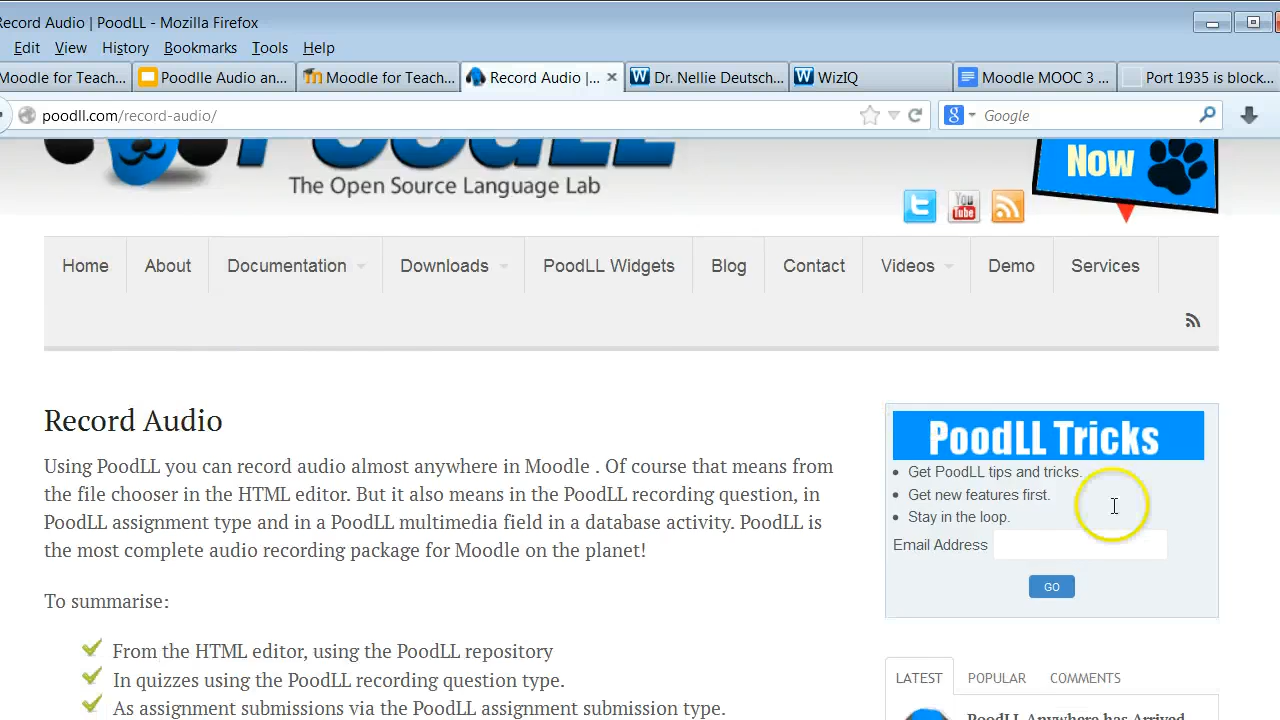 Record Audio | PoodLL - Mozilla Firefox
Edit View History Bookmarks Tools Help
Moodle for Teach... Poodlle Audio an... Moodle for Teach... Record Audio |... Dr. Nellie Deutsch... WizIQ Moodle MOOC 3 ... Port 1935 is block...
poodll.com/record-audio/ Google
PoodLL
Now
The Open Source Language Lab
You Tube
Home About Documentation Downloads PoodLL Widgets Blog Contact Videos Demo Services
Record Audio
Using PoodLL you can record audio almost anywhere in Moodle . Of course that means from
the file chooser in the HTML editor. But it also means in the PoodLL recording question, in
PoodLL assignment type and in a PoodLL multimedia field in a database activity. PoodLL is
the most complete audio recording package for Moodle on the planet!
To summarise:
From the HTML editor, using the PoodLL repository
In quizzes using the PoodLL recording question type.
As assignment submissions via the PoodLL assignment submission type.
PoodLL Tricks
Get PoodLL tips and tricks.
Get new features first.
Stay in the loop.
Email Address
GO
LATEST POPULAR COMMENTS
PoodLL Anywhere has Arrived